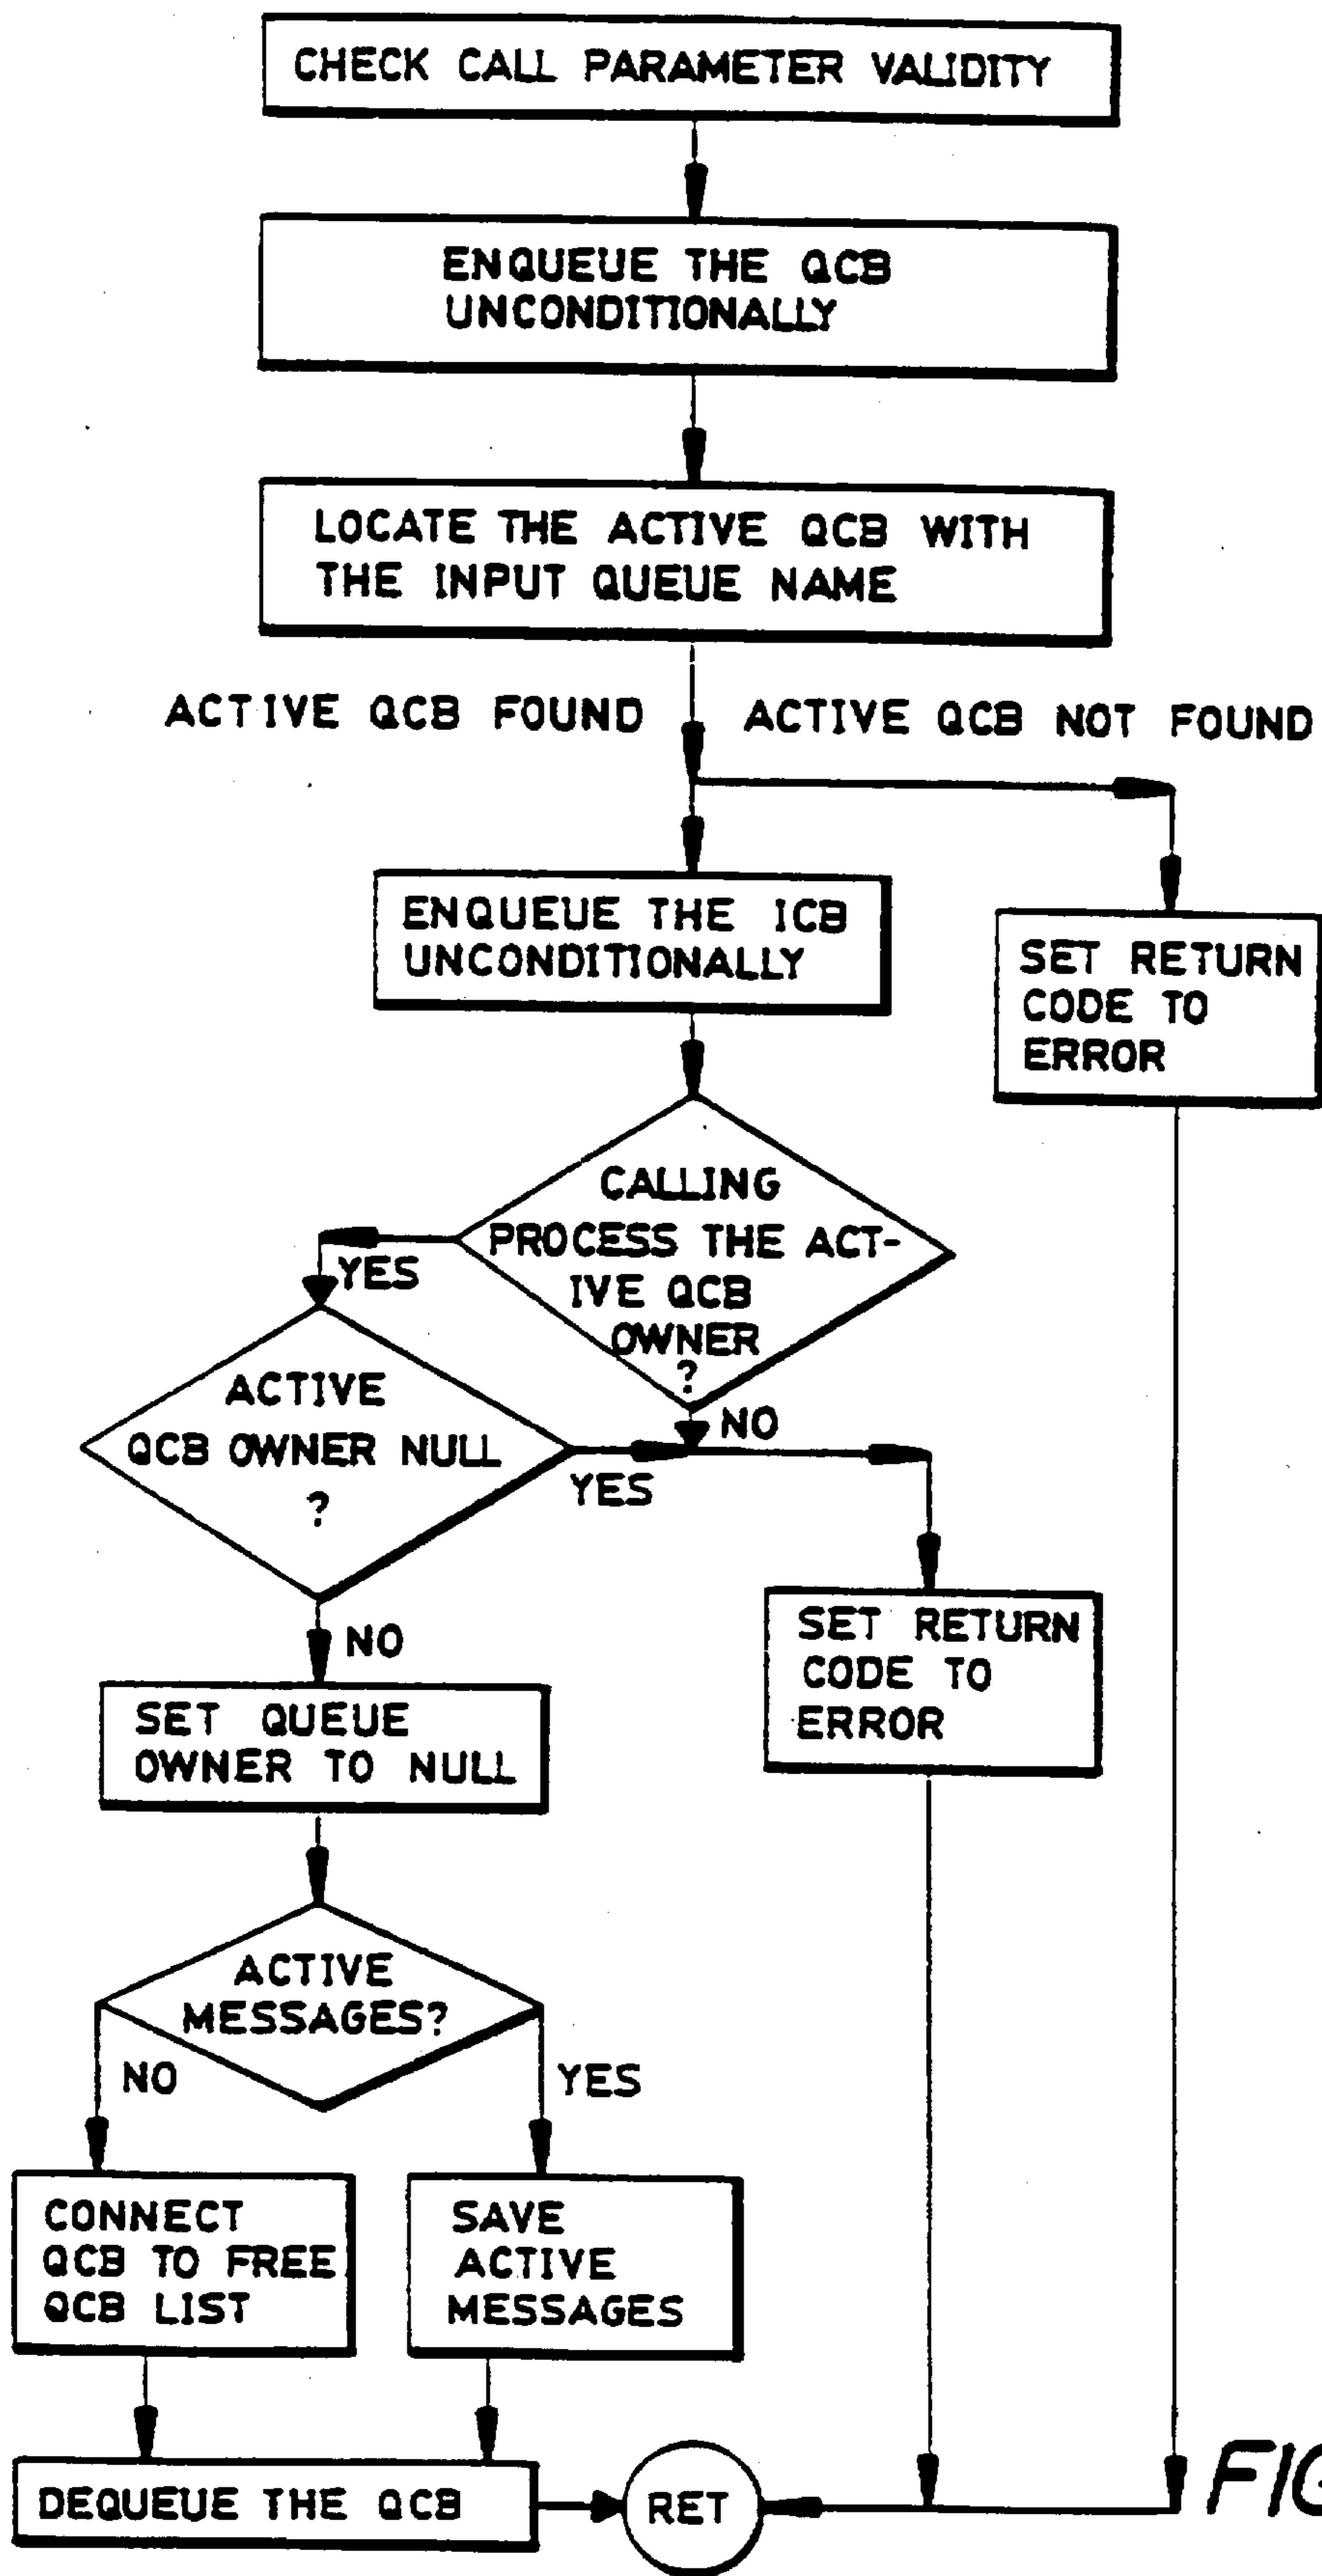 CHECK CALL PARAMETER VALIDITY
ENQUEUE THE QCB
UNCONDITIONALLY
LOCATE THE ACTIVE QCB WITH
THE INPUT QUEUE NAME
ACTIVE QCB FOUND
ACTIVE QCB NOT FOUND
ENQUEUE THE ICB
UNCONDITIONALLY
SET RETURN
CODE TO
ERROR
CALLING
PROCESS THE ACT-
IVE QCB
OWNER
?
YES
NO
ACTIVE
QCB OWNER NULL
?
YES
NO
SET RETURN
CODE TO
ERROR
SET QUEUE
OWNER TO NULL
ACTIVE
MESSAGES?
NO
YES
CONNECT
QCB TO FREE
QCB LIST
SAVE
ACTIVE
MESSAGES
DEQUEUE THE QCB
RET